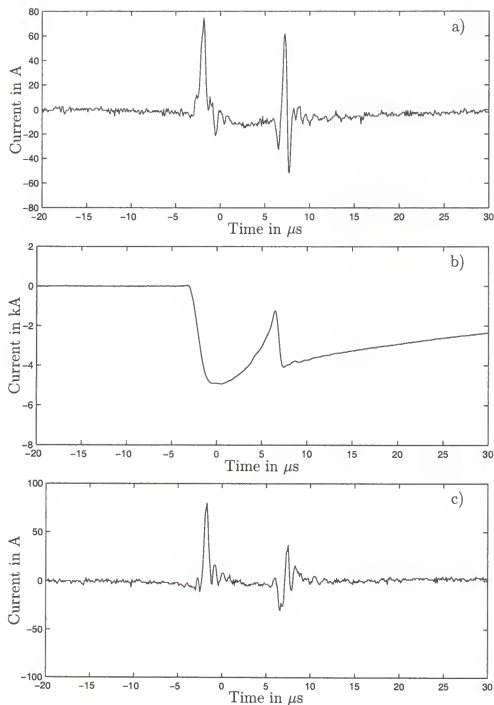 80
60
40
20
0
−20
−40
−60
−80
Current in A
a)
−20 −15 −10 −5 0 5 10 15 20 25 30
Time in μs
2
0
−2
−4
−6
−8
Current in kA
b)
−20 −15 −10 −5 0 5 10 15 20 25 30
Time in μs
100
50
0
−50
−100
Current in A
c)
−20 −15 −10 −5 0 5 10 15 20 25 30
Time in μs